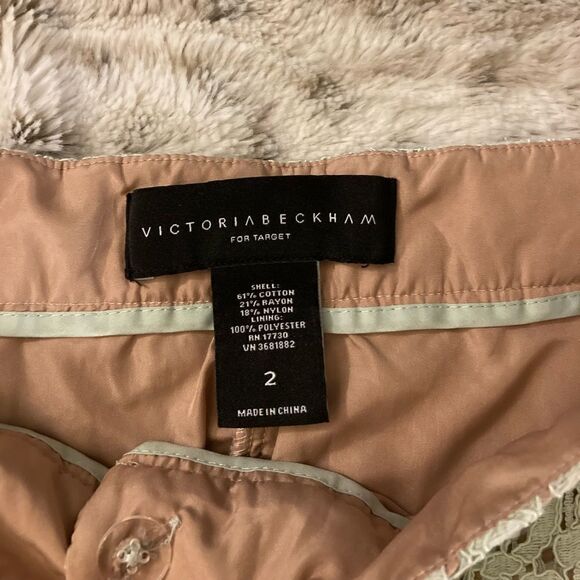 VICTORIABECKHAM
FOR TARGET
SHELL:
61% COTTON
21% RAYON
18% NYLON
LINING:
100% POLYESTER
RN 17730
VN 3681882
2
MADE IN CHINA